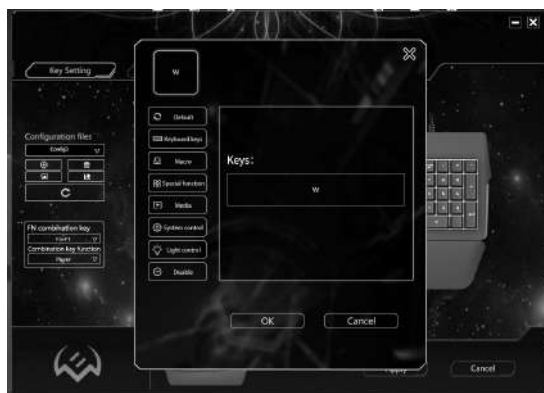 Key Setting
W
Default
Keyboard keys
Macro
Special function
Media
System control
Light control
Disable
Keys:
W
OK
Cancel
Configuration files
FN combination key
Combination key function
Player
Cancel